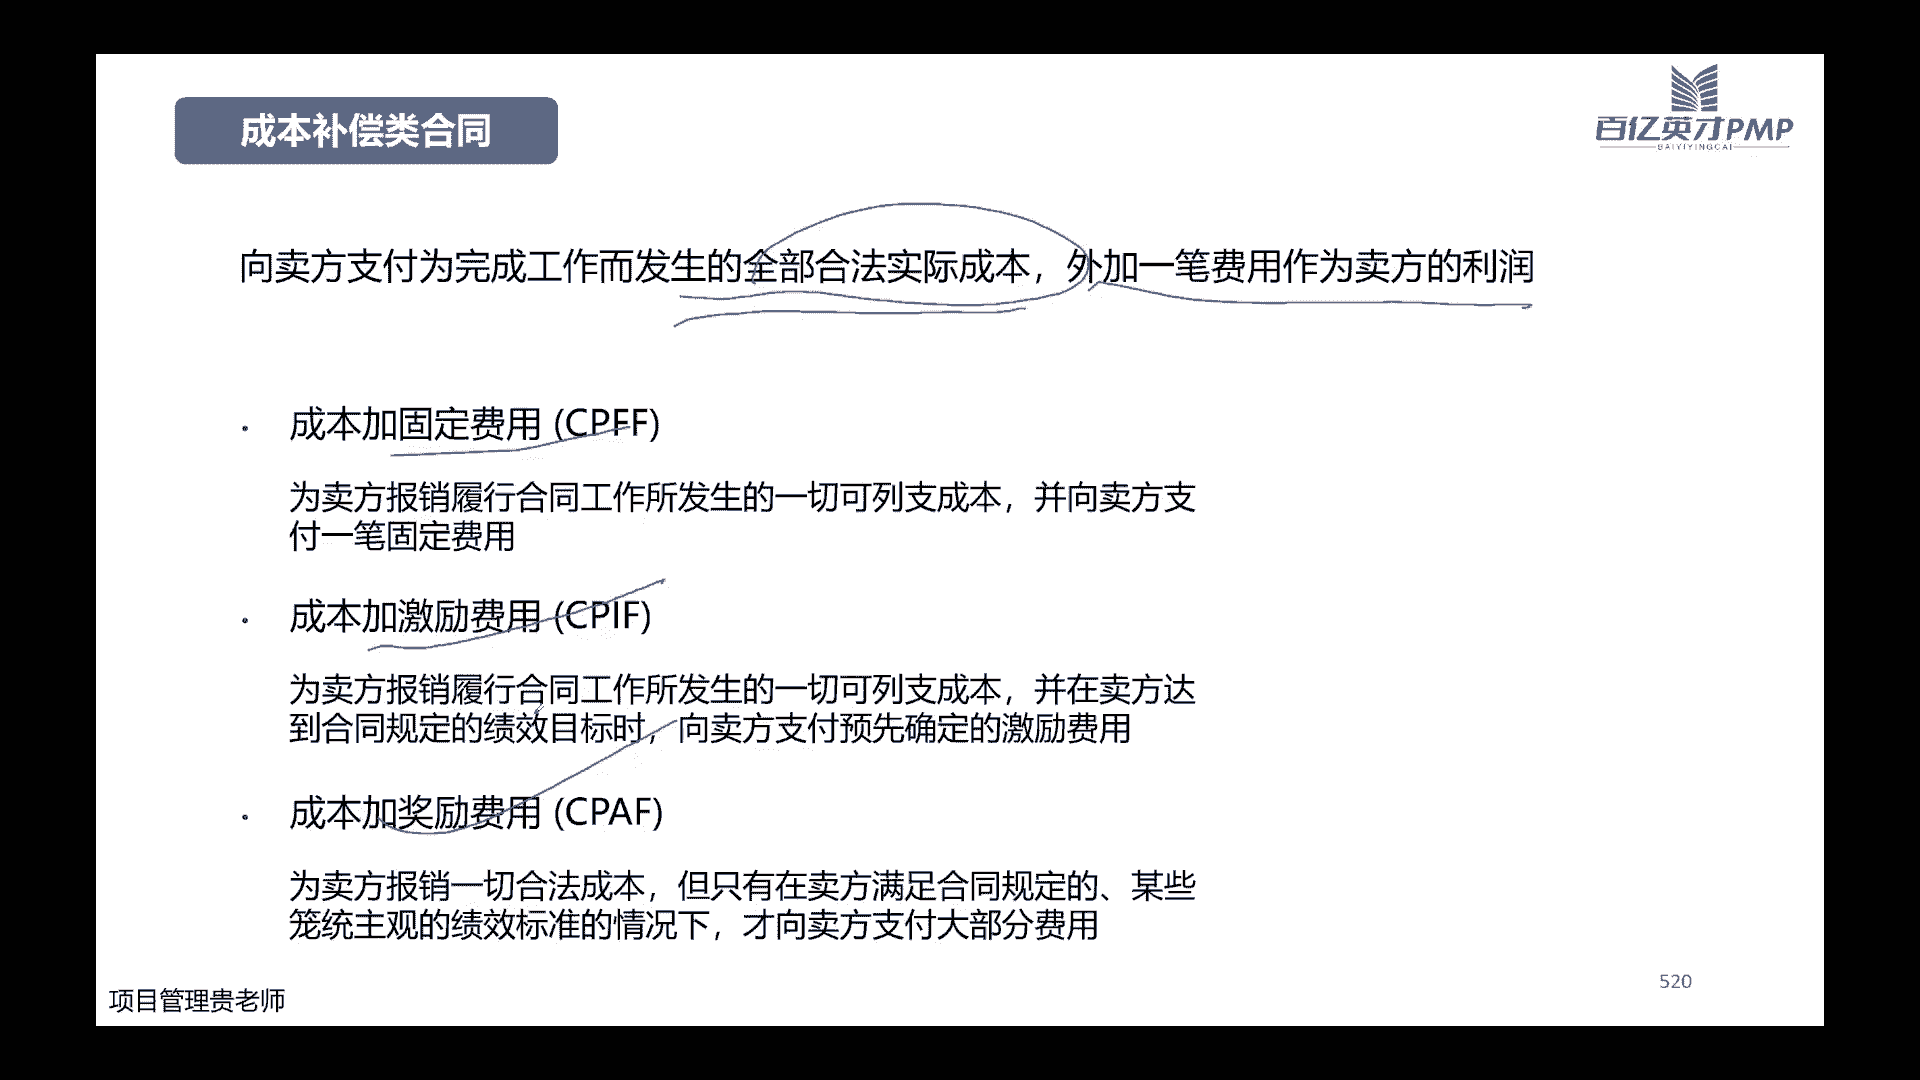 成本补偿类合同
百亿英才PMP
BAIYIYINGCAI
向卖方支付为完成工作而发生的全部合法实际成本，外加一笔费用作为卖方的利润
· 成本加固定费用 (CPFF)
为卖方报销履行合同工作所发生的一切可列支成本，并向卖方支
付一笔固定费用
· 成本加激励费用 (CPIF)
为卖方报销履行合同工作所发生的一切可列支成本，并在卖方达
到合同规定的绩效目标时，向卖方支付预先确定的激励费用
· 成本加奖励费用 (CPAF)
为卖方报销一切合法成本，但只有在卖方满足合同规定的、某些
笼统主观的绩效标准的情况下，才向卖方支付大部分费用
520
项目管理贵老师